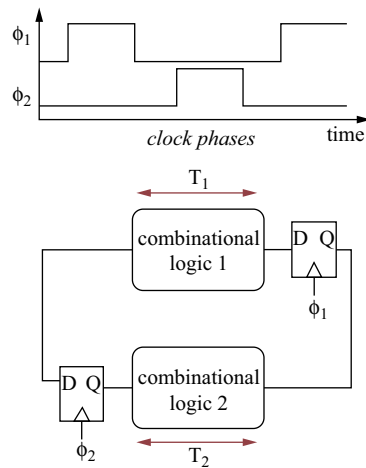 ϕ₁
ϕ₂
clock phases
time
T₁
combinational
logic 1
D Q
ϕ₁
combinational
logic 2
D Q
ϕ₂
T₂